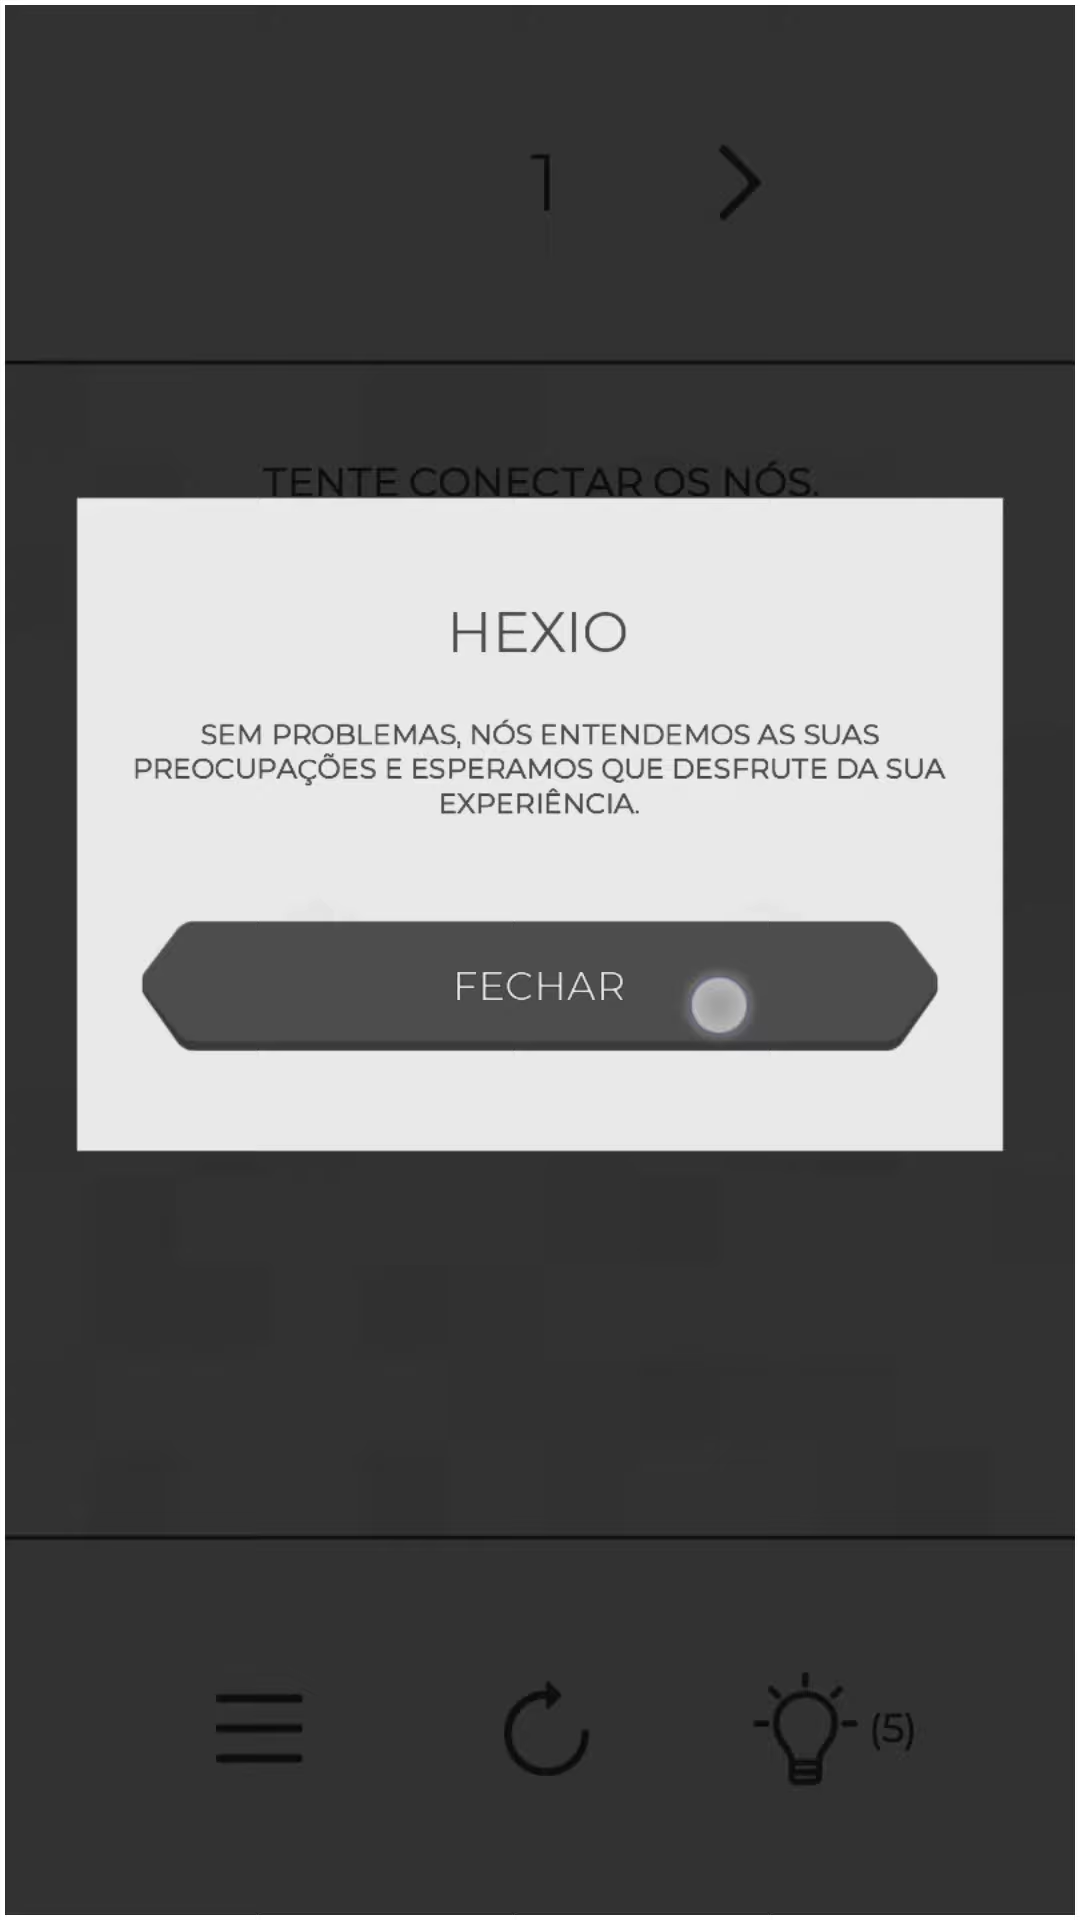 1
TENTE CONECTAR OS NÓS.
HEXIO
SEM PROBLEMAS, NÓS ENTENDEMOS AS SUAS
PREOCUPAÇÕES E ESPERAMOS QUE DESFRUTE DA SUA
EXPERIÊNCIA.
FECHAR
(5)